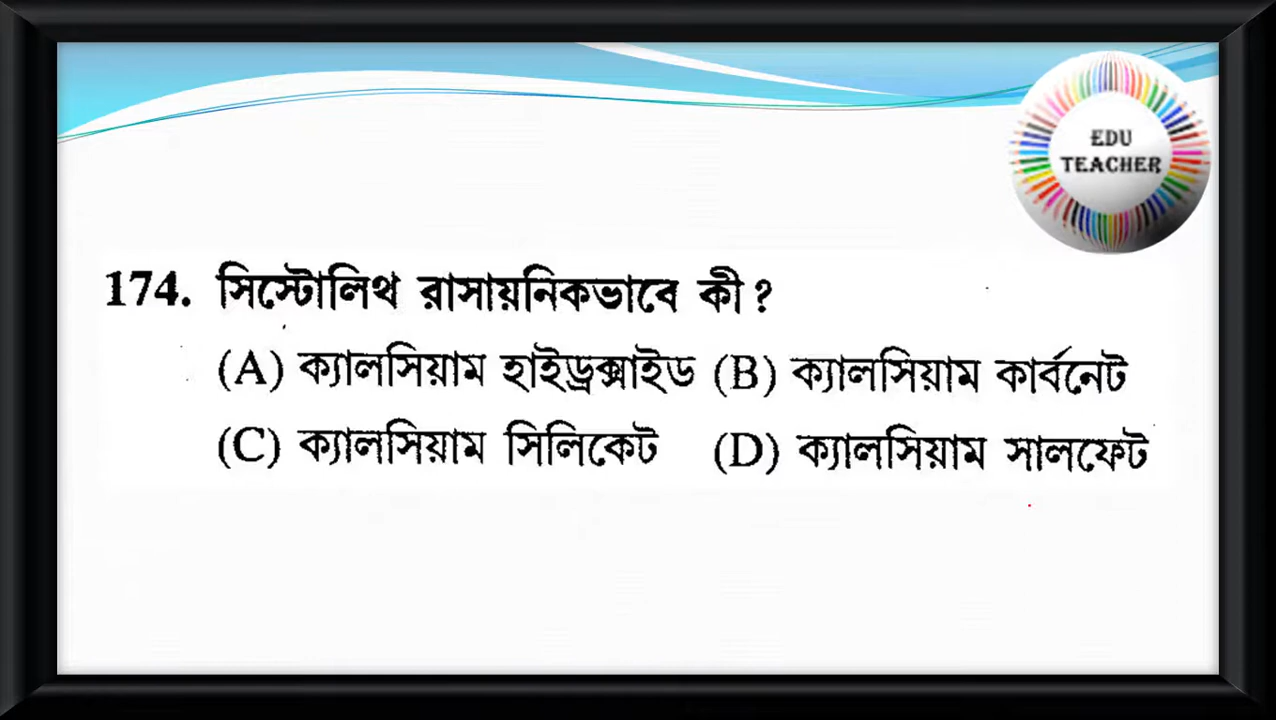 EDU
TEACHER
174. সিস্টোলিথ রাসায়নিকভাবে কী ?
(A) ক্যালসিয়াম হাইড্রক্সাইড (B) ক্যালসিয়াম কার্বনেট
(C) ক্যালসিয়াম সিলিকেট (D) ক্যালসিয়াম সালফেট